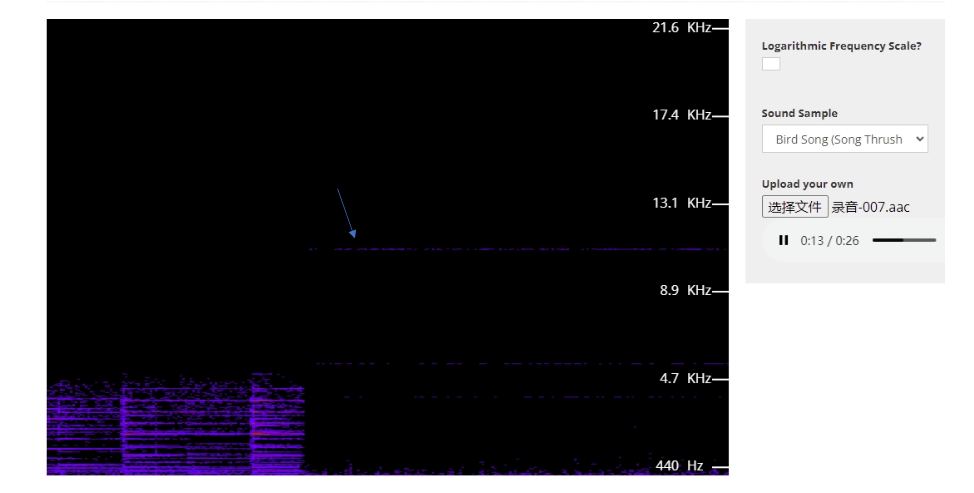 21.6 KHz
17.4 KHz
13.1 KHz
8.9 KHz
4.7 KHz
440 Hz
Logarithmic Frequency Scale?
Sound Sample
Bird Song (Song Thrush
Upload your own
选择文件 录音-007.aac
0:13 / 0:26